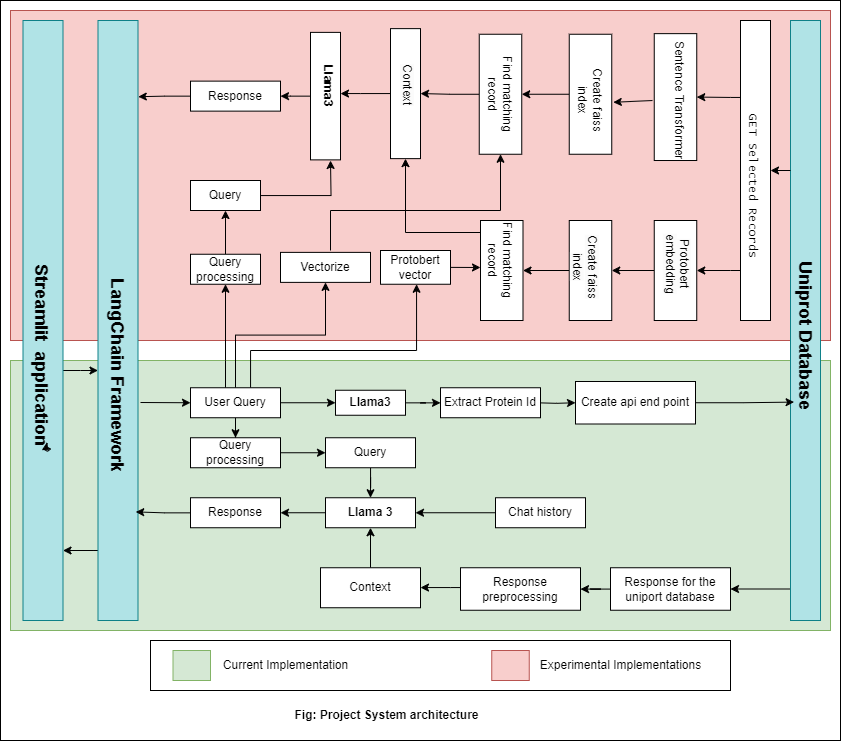 Streamlit application
LangChain Framework
Uniprot Database
Response
Llama3
Context
Find matching
record
Create faiss
index
Sentence Transformer
GET Selected Records
Query
Query
processing
Vectorize
Protobert
vector
Find matching
record
Create faiss
index
Protobert
embedding
User Query
Llama3
Extract Protein Id
Create api end point
Query
processing
Query
Response
Llama 3
Chat history
Context
Response
preprocessing
Response for the
uniport database
Current Implementation
Experimental Implementations
Fig: Project System architecture